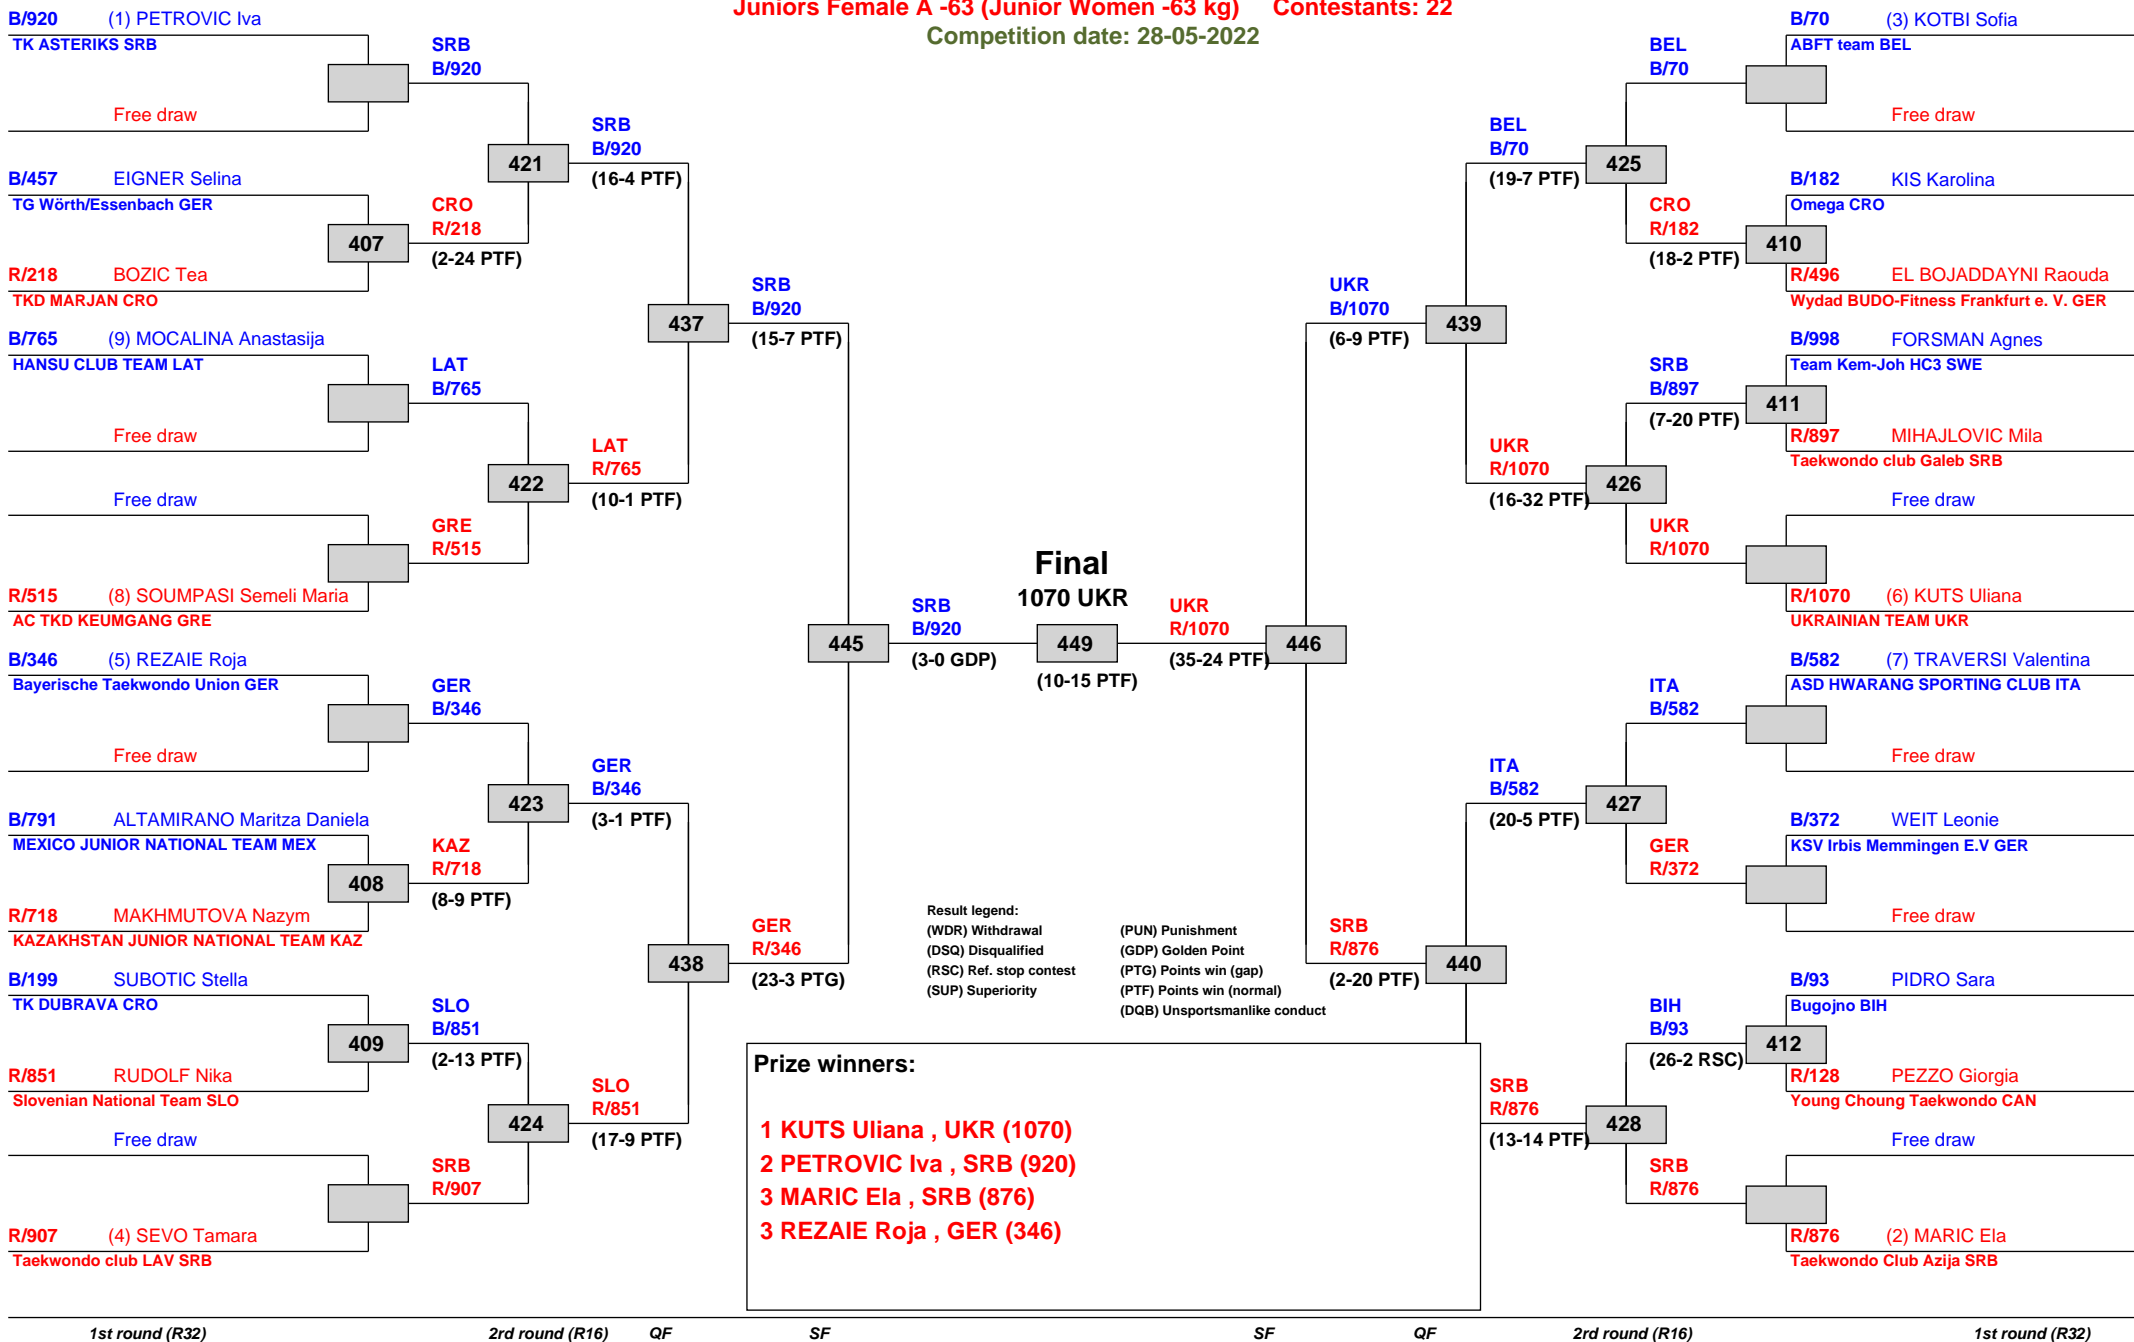 Juniors Female A -63 (Junior Women -63 kg) Contestants: 22
Competition date: 28-05-2022
B/920 (1) PETROVIC Iva
TK ASTERIKS SRB
Free draw
B/457 EIGNER Selina
TG Wörth/Essenbach GER
R/218 BOZIC Tea
TKD MARJAN CRO
B/765 (9) MOCALINA Anastasija
HANSU CLUB TEAM LAT
Free draw
Free draw
R/515 (8) SOUMPASI Semeli Maria
AC TKD KEUMGANG GRE
B/346 (5) REZAIE Roja
Bayerische Taekwondo Union GER
Free draw
B/791 ALTAMIRANO Maritza Daniela
MEXICO JUNIOR NATIONAL TEAM MEX
R/718 MAKHMUTOVA Nazym
KAZAKHSTAN JUNIOR NATIONAL TEAM KAZ
B/199 SUBOTIC Stella
TK DUBRAVA CRO
R/851 RUDOLF Nika
Slovenian National Team SLO
Free draw
R/907 (4) SEVO Tamara
Taekwondo club LAV SRB
407
408
409
SRB
B/920
CRO
R/218
(2-24 PTF)
LAT
B/765
GRE
R/515
GER
B/346
KAZ
R/718
(8-9 PTF)
SLO
B/851
(2-13 PTF)
SRB
R/907
421
422
423
424
SRB
B/920
(16-4 PTF)
LAT
R/765
(10-1 PTF)
GER
B/346
(3-1 PTF)
SLO
R/851
(17-9 PTF)
437
438
SRB
B/920
(15-7 PTF)
GER
R/346
(23-3 PTG)
445
SRB
B/920
(3-0 GDP)
Final
1070 UKR
449
(10-15 PTF)
UKR
R/1070
(35-24 PTF)
446
UKR
B/1070
(6-9 PTF)
SRB
R/876
(2-20 PTF)
439
440
BEL
B/70
(19-7 PTF)
UKR
R/1070
(16-32 PTF)
ITA
B/582
(20-5 PTF)
SRB
R/876
(13-14 PTF)
425
426
427
428
BEL
B/70
CRO
R/182
(18-2 PTF)
SRB
B/897
(7-20 PTF)
UKR
R/1070
ITA
B/582
GER
R/372
BIH
B/93
(26-2 RSC)
SRB
R/876
410
411
412
B/70 (3) KOTBI Sofia
ABFT team BEL
Free draw
B/182 KIS Karolina
Omega CRO
R/496 EL BOJADDAYNI Raouda
Wydad BUDO-Fitness Frankfurt e. V. GER
B/998 FORSMAN Agnes
Team Kem-Joh HC3 SWE
R/897 MIHAJLOVIC Mila
Taekwondo club Galeb SRB
Free draw
R/1070 (6) KUTS Uliana
UKRAINIAN TEAM UKR
B/582 (7) TRAVERSI Valentina
ASD HWARANG SPORTING CLUB ITA
Free draw
B/372 WEIT Leonie
KSV Irbis Memmingen E.V GER
Free draw
B/93 PIDRO Sara
Bugojno BIH
R/128 PEZZO Giorgia
Young Choung Taekwondo CAN
Free draw
R/876 (2) MARIC Ela
Taekwondo Club Azija SRB
Result legend:
(WDR) Withdrawal (PUN) Punishment
(DSQ) Disqualified (GDP) Golden Point
(RSC) Ref. stop contest (PTG) Points win (gap)
(SUP) Superiority (PTF) Points win (normal)
(DQB) Unsportsmanlike conduct
Prize winners:
1 KUTS Uliana , UKR (1070)
2 PETROVIC Iva , SRB (920)
3 MARIC Ela , SRB (876)
3 REZAIE Roja , GER (346)
1st round (R32) 2rd round (R16) QF SF SF QF 2rd round (R16) 1st round (R32)